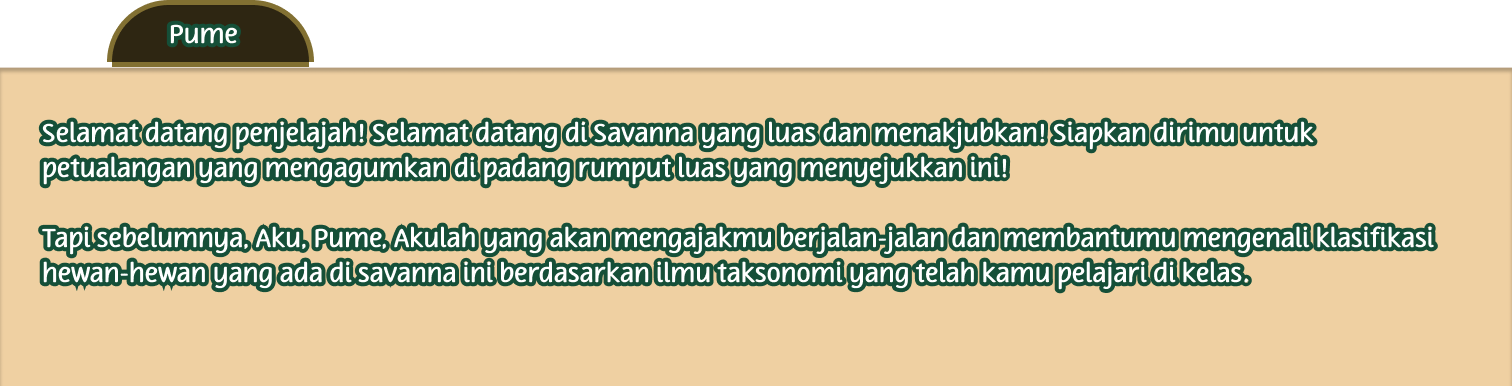 Pume
Selamat datang penjelajah! Selamat datang di Savanna yang luas dan menakjubkan! Siapkan dirimu untuk
petualangan yang mengagumkan di padang rumput luas yang menyejukkan ini!
Tapi sebelumnya, Aku, Pume, Akulah yang akan mengajakmu berjalan-jalan dan membantumu mengenali klasifikasi
hewan-hewan yang ada di savanna ini berdasarkan ilmu taksonomi yang telah kamu pelajari di kelas.